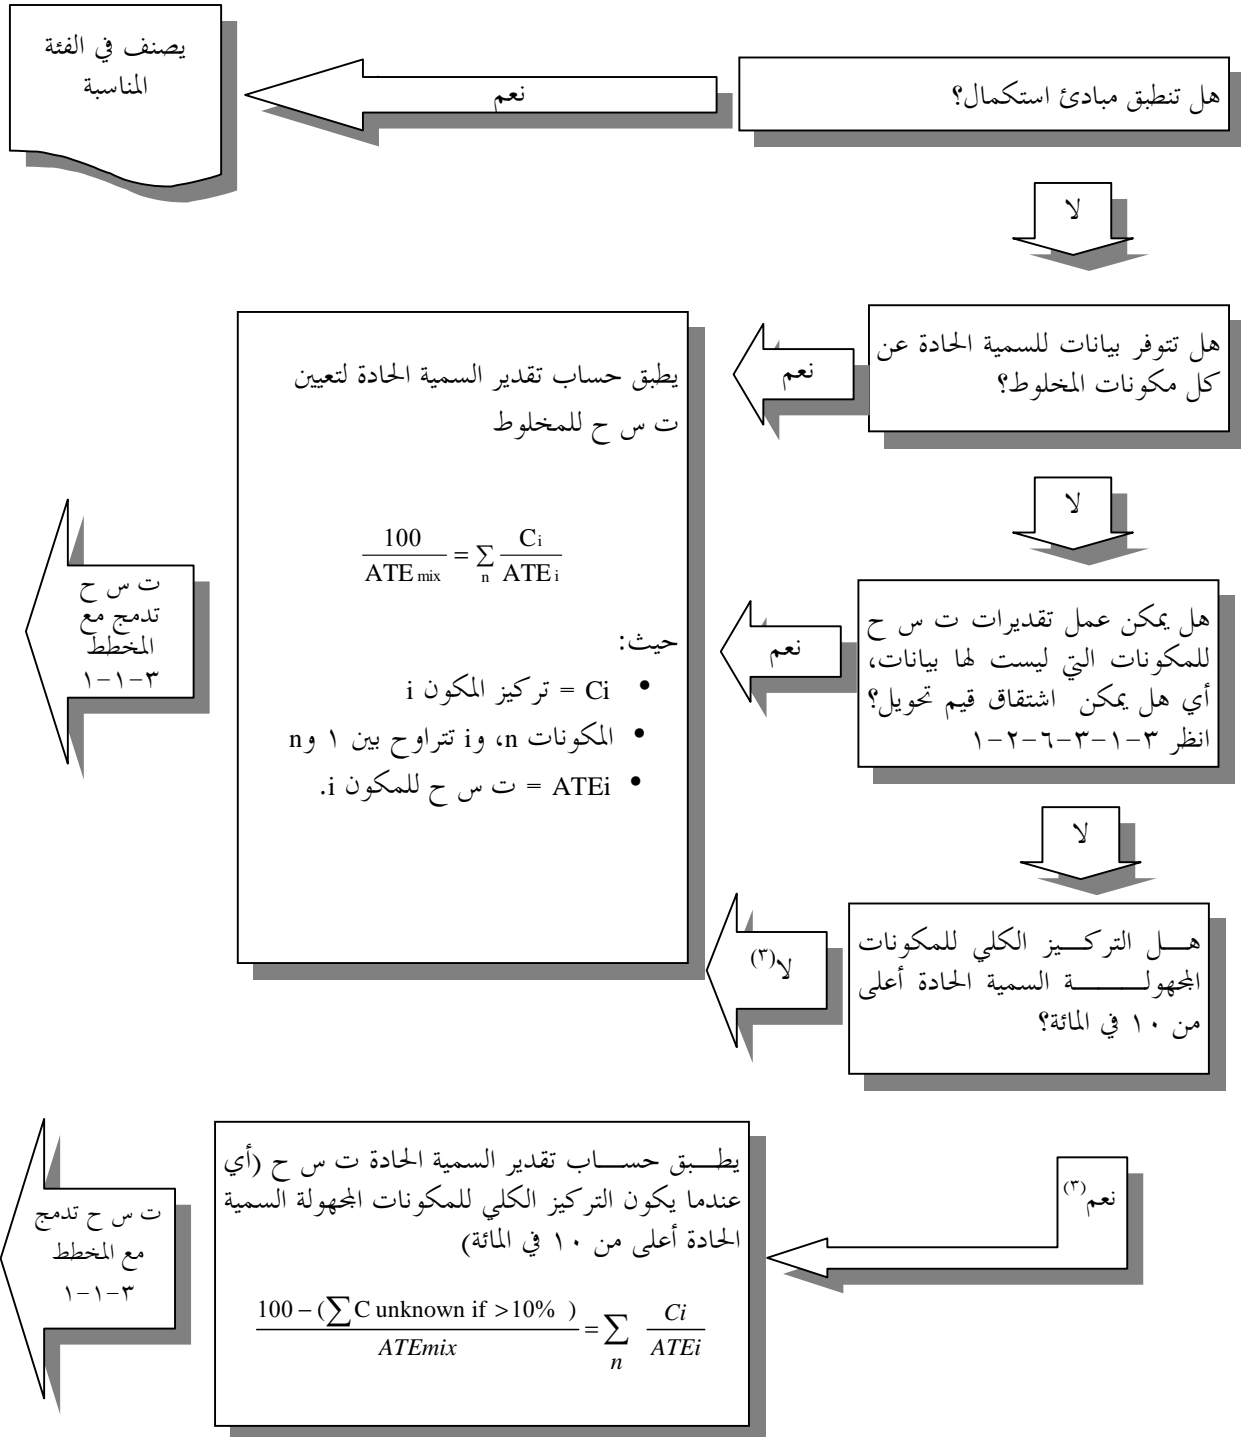 هل تنطبق مبادئ استكمال؟
نعم
يصنف في الفئة
المناسبة
لا
هل تتوفر بيانات للسمية الحادة عن
كل مكونات المخلوط؟
نعم
يطبق حساب تقدير السمية الحادة لتعيين
ت س ح للمخلوط
100/ATE mix = ∑n Ci/ATE i
حيث:
• Ci = تركيز المكون i
• المكونات n، وi تتراوح بين ١ وn
• ATEi = ت س ح للمكون i.
ت س ح
تدمج مع
المخطط
٣-١-١
لا
هل يمكن عمل تقديرات ت س ح
للمكونات التي ليست لها بيانات،
أي هل يمكن اشتقاق قيم تحويل؟
انظر ٣-١-٣-٦-٢-١
نعم
لا
هل التركيز الكلي للمكونات
المجهولة السمية الحادة أعلى
من ١٠ في المائة؟
لا(٣)
نعم(٣)
يطبق حساب تقدير السمية الحادة ت س ح (أي
عندما يكون التركيز الكلي للمكونات المجهولة السمية
الحادة أعلى من ١٠ في المائة)
100 − (∑C unknown if >10% )/ATEmix = ∑n Ci/ATEi
ت س ح تدمج
مع المخطط
٣-١-١